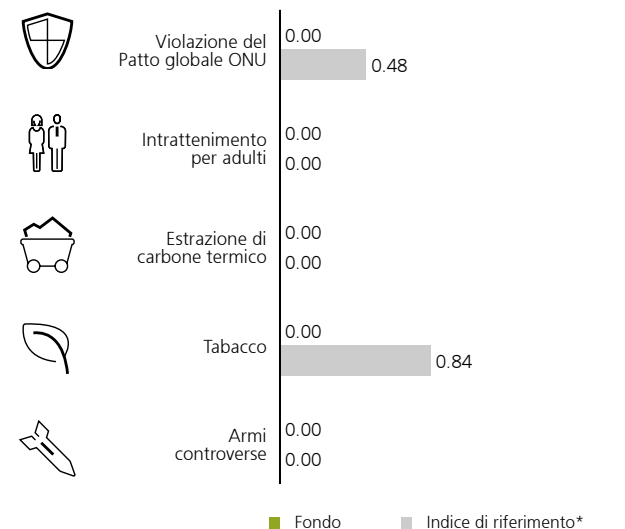 Violazione del
Patto globale ONU
0.00
0.48
Intrattenimento
per adulti
0.00
0.00
Estrazione di
carbone termico
0.00
0.00
Tabacco
0.00
0.84
Armi
controverse
0.00
0.00
Fondo
Indice di riferimento*